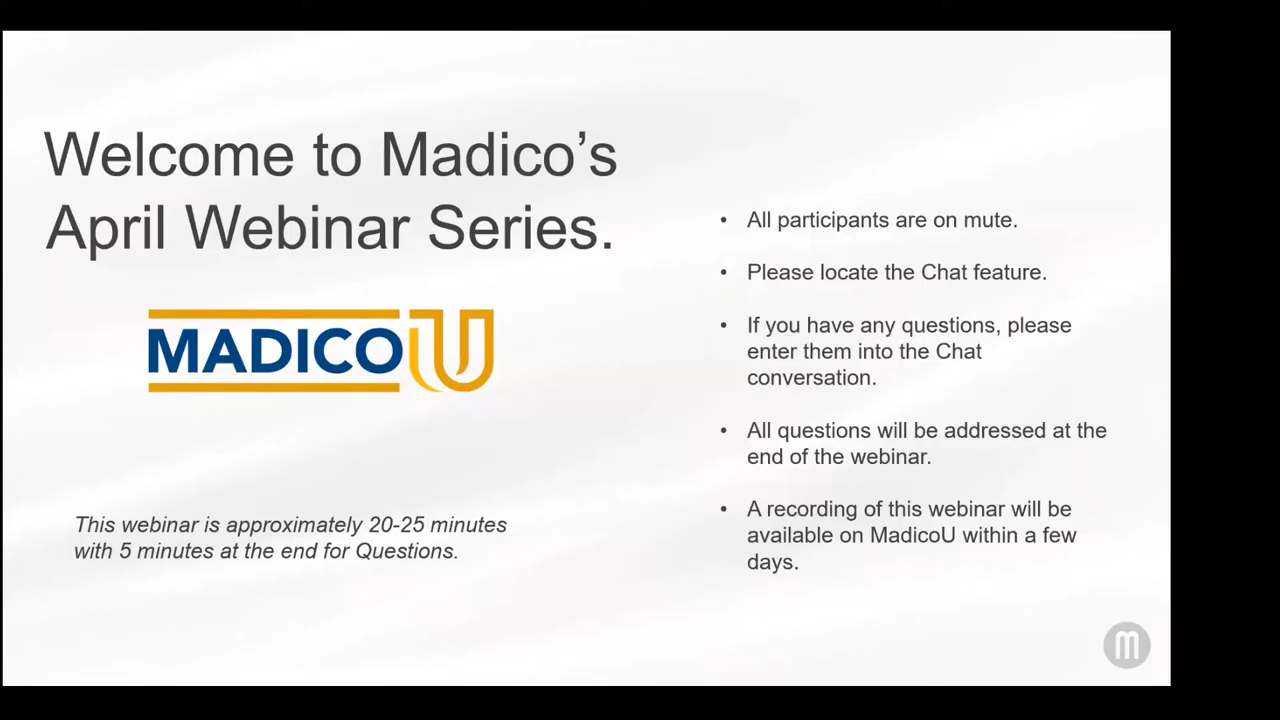 Welcome to Madico’s
April Webinar Series.
MADICO U
This webinar is approximately 20-25 minutes
with 5 minutes at the end for Questions.
• All participants are on mute.
• Please locate the Chat feature.
• If you have any questions, please
enter them into the Chat
conversation.
• All questions will be addressed at the
end of the webinar.
• A recording of this webinar will be
available on MadicoU within a few
days.
m